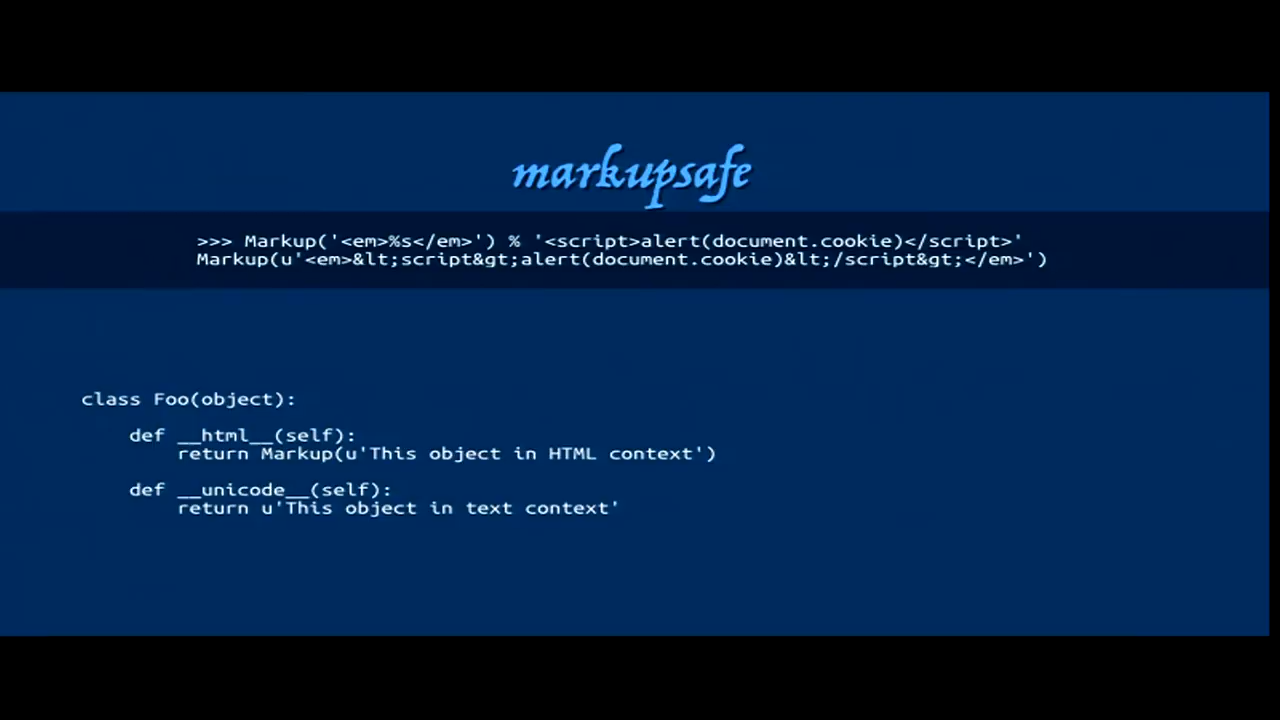 markupsafe
>>> Markup('<em>%s</em>') % '<script>alert(document.cookie)</script>'
Markup(u'<em>&lt;script&gt;alert(document.cookie)&lt;/script&gt;</em>')
class Foo(object):
def __html__(self):
return Markup(u'This object in HTML context')
def __unicode__(self):
return u'This object in text context'